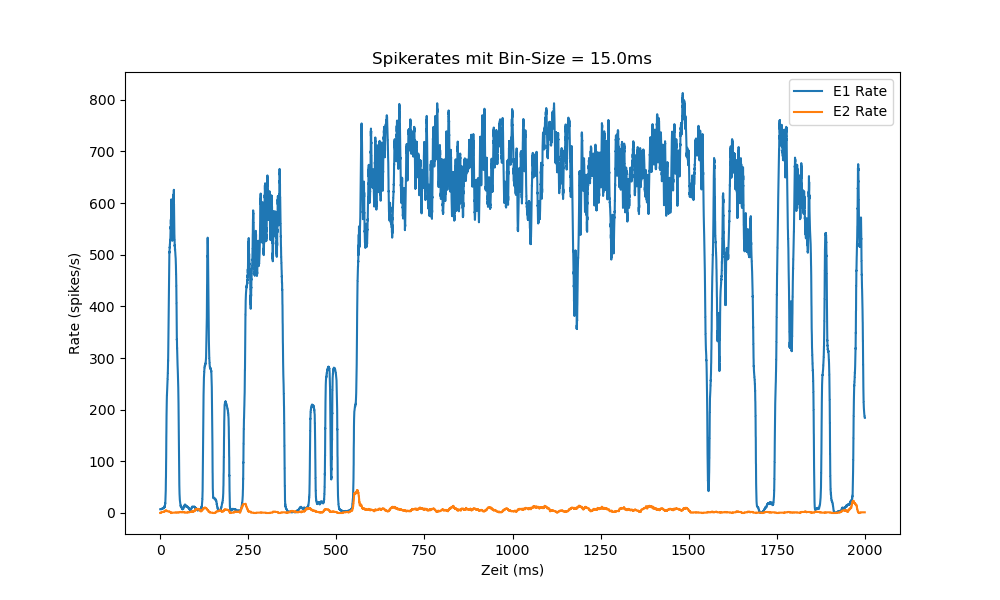 Spikerates mit Bin-Size = 15.0ms
E1 Rate
E2 Rate
800
700
600
500
400
300
200
100
0
Rate (spikes/s)
0 250 500 750 1000 1250 1500 1750 2000
Zeit (ms)